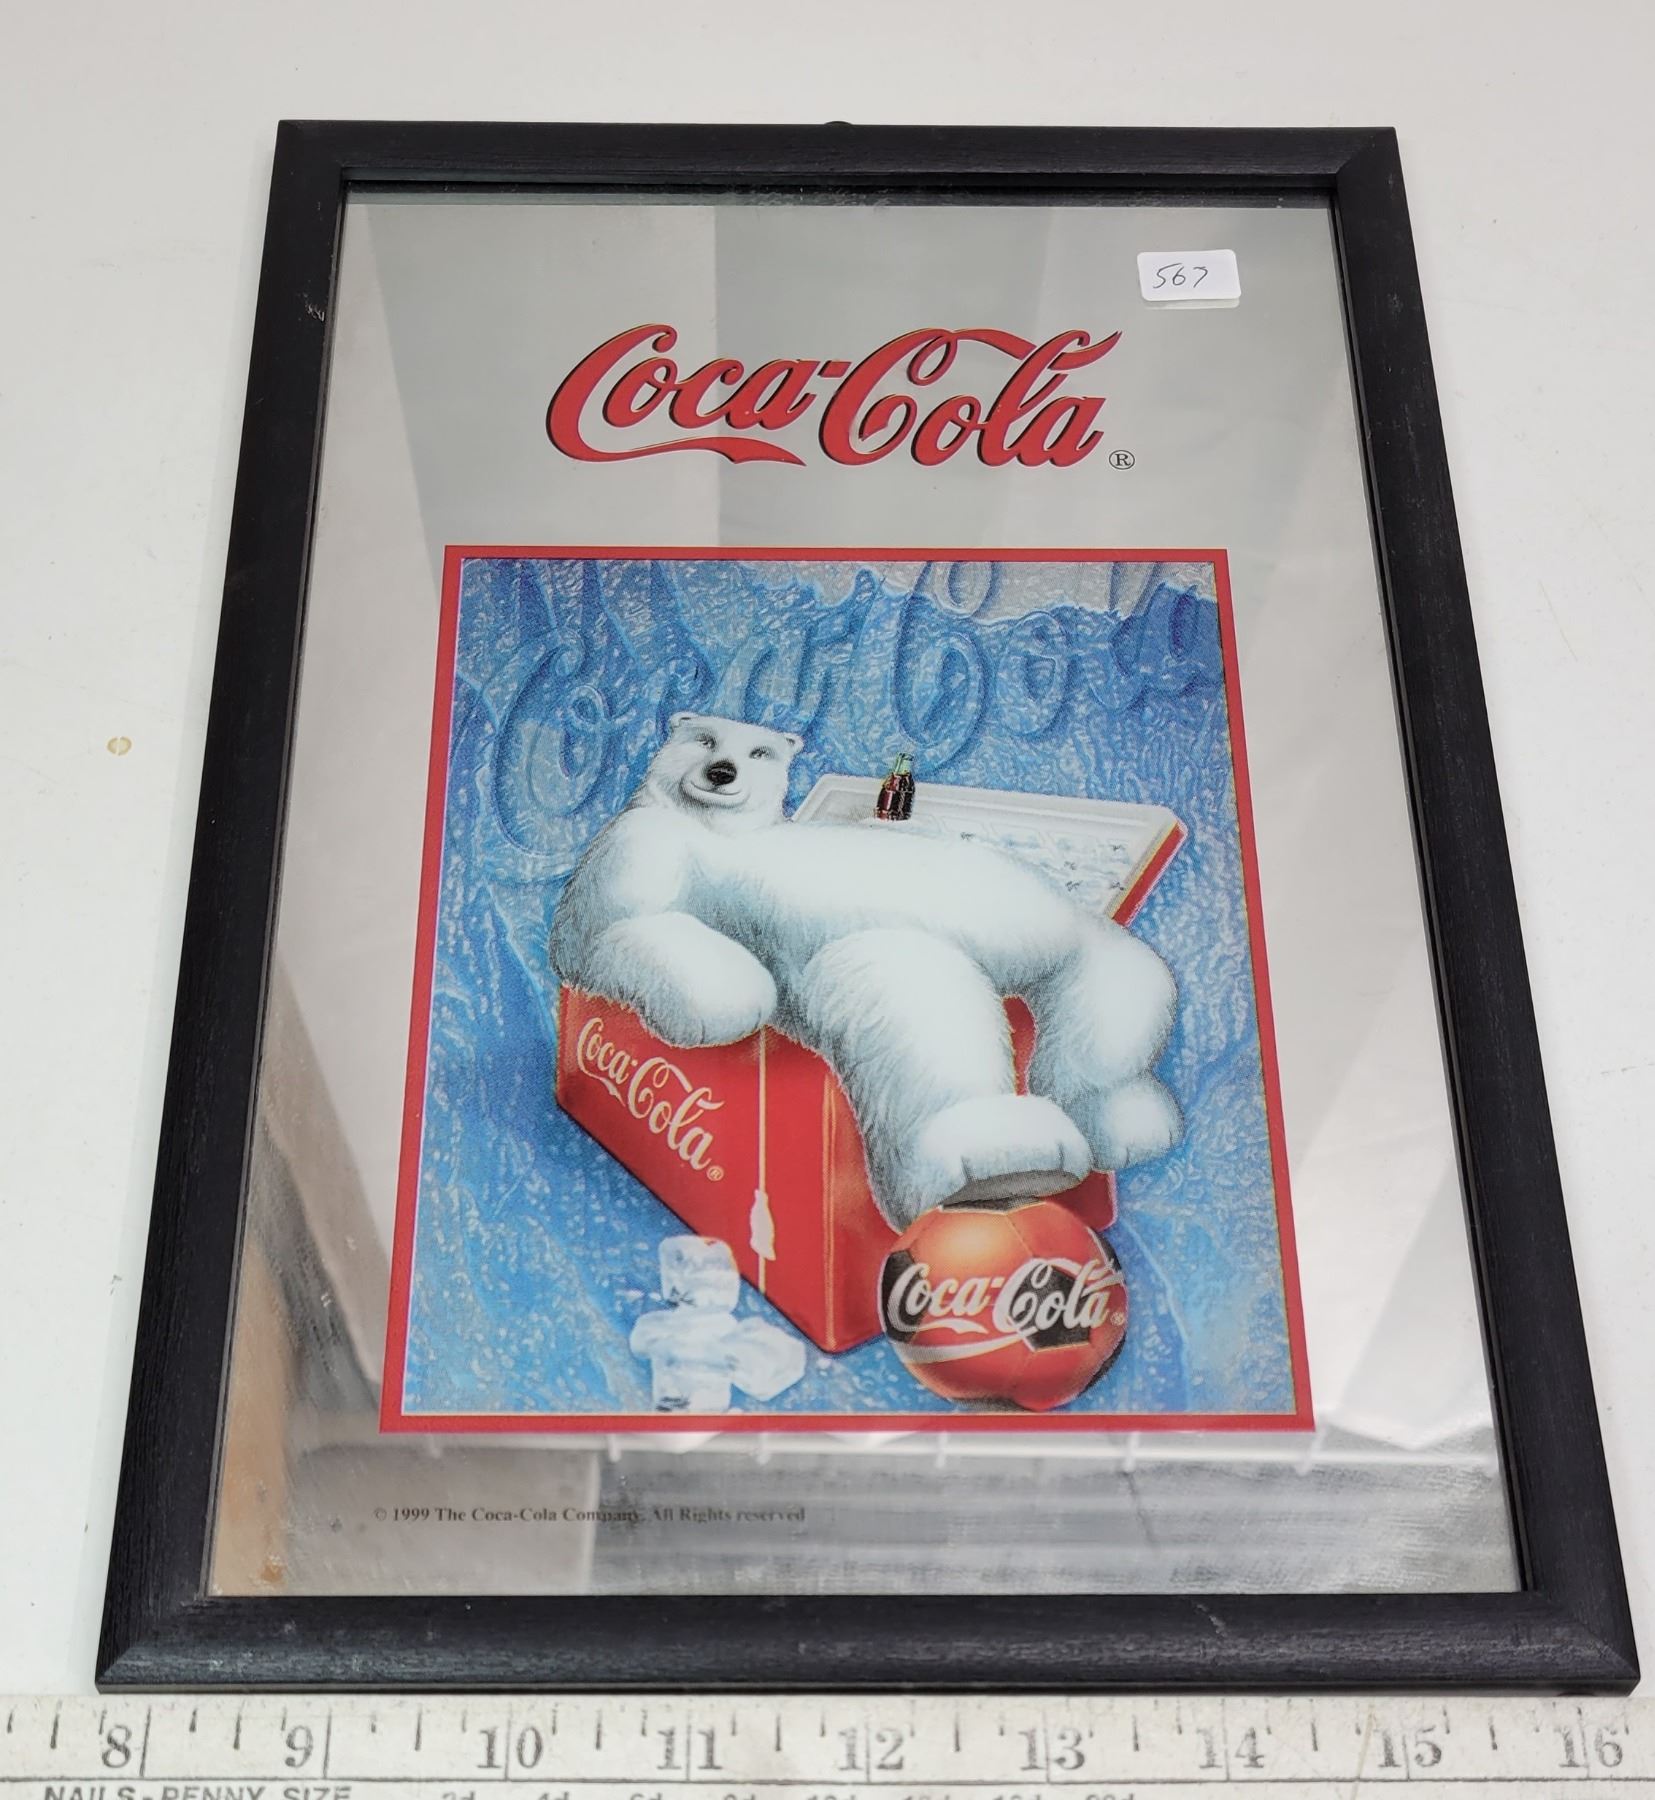 567
Coca-Cola ®
Coca-Cola
Coca-Cola ®
Coca-Cola ®
© 1999 The Coca-Cola Company. All Rights reserved
8 9 10 11 12 13 14 15 16
NAILS - PENNY SIZE